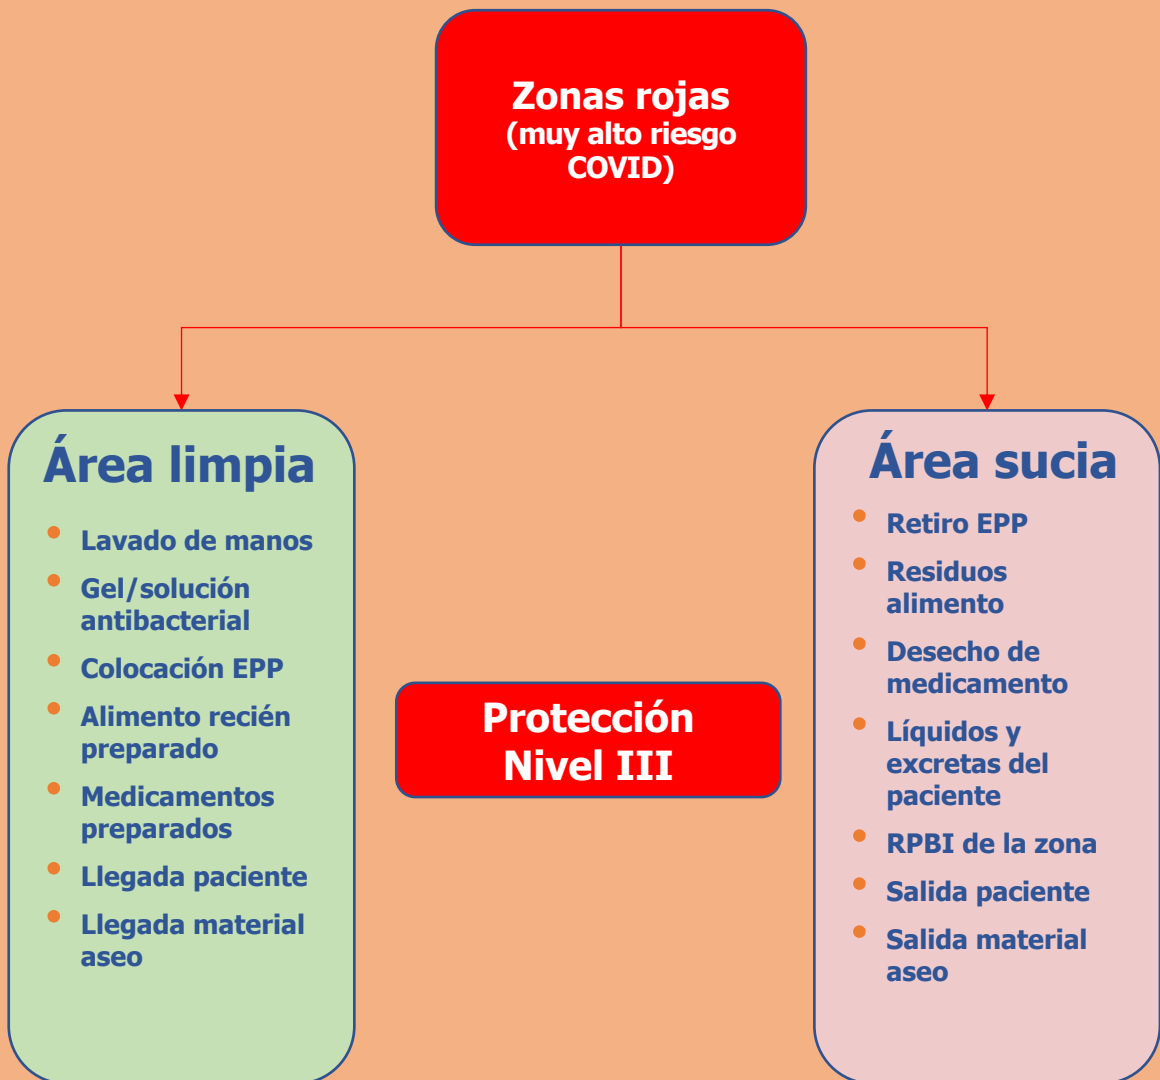 Zonas rojas
(muy alto riesgo
COVID)
Área limpia
• Lavado de manos
• Gel/solución
antibacterial
• Colocación EPP
• Alimento recién
preparado
• Medicamentos
preparados
• Llegada paciente
• Llegada material
aseo
Protección
Nivel III
Área sucia
• Retiro EPP
• Residuos
alimento
• Desecho de
medicamento
• Líquidos y
excretas del
paciente
• RPBI de la zona
• Salida paciente
• Salida material
aseo